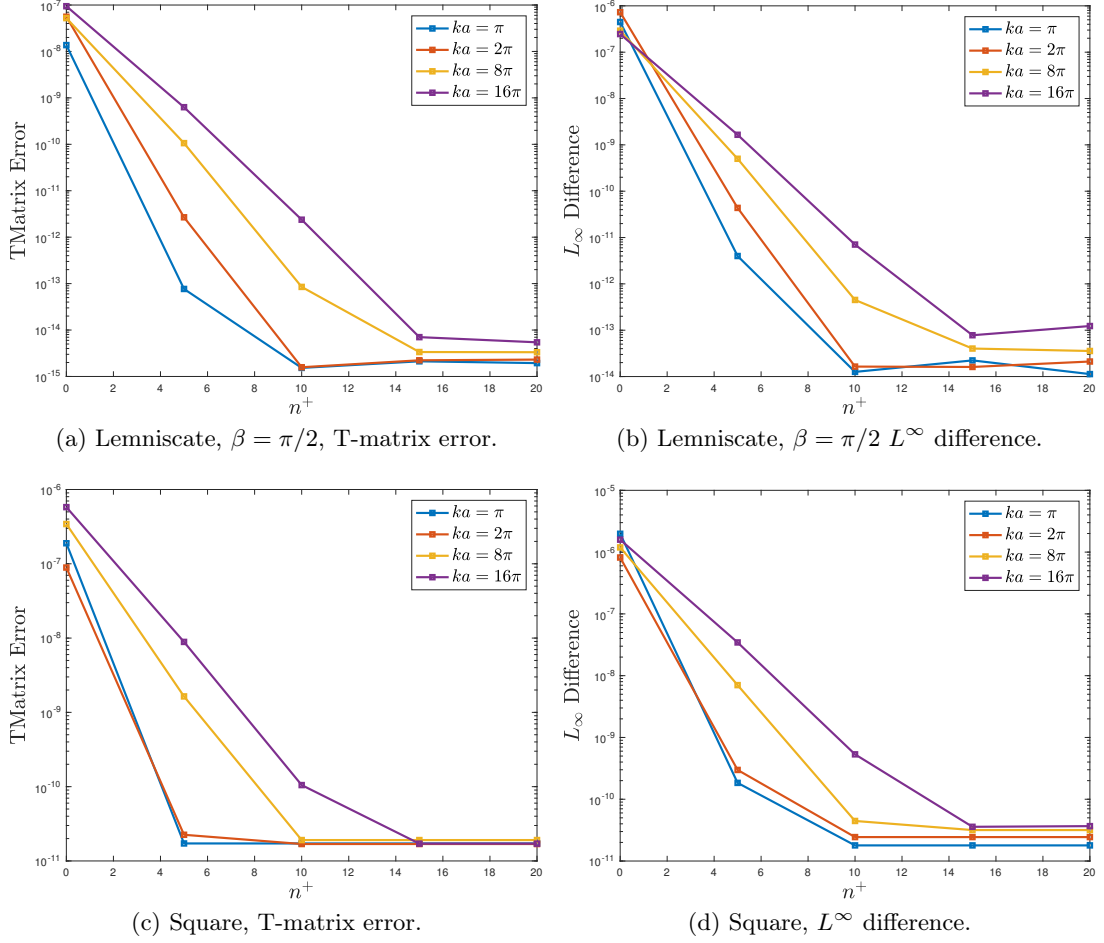 10^-7
10^-8
10^-9
10^-10
10^-11
10^-12
10^-13
10^-14
10^-15
TMatrix Error
0 2 4 6 8 10 12 14 16 18 20
n^+
ka = π
ka = 2π
ka = 8π
ka = 16π
(a) Lemniscate, β = π/2, T-matrix error.
10^-6
10^-7
10^-8
10^-9
10^-10
10^-11
10^-12
10^-13
10^-14
L_∞ Difference
0 2 4 6 8 10 12 14 16 18 20
n^+
ka = π
ka = 2π
ka = 8π
ka = 16π
(b) Lemniscate, β = π/2 L^∞ difference.
10^-6
10^-7
10^-8
10^-9
10^-10
10^-11
TMatrix Error
0 2 4 6 8 10 12 14 16 18 20
n^+
ka = π
ka = 2π
ka = 8π
ka = 16π
(c) Square, T-matrix error.
10^-5
10^-6
10^-7
10^-8
10^-9
10^-10
10^-11
L_∞ Difference
0 2 4 6 8 10 12 14 16 18 20
n^+
ka = π
ka = 2π
ka = 8π
ka = 16π
(d) Square, L^∞ difference.